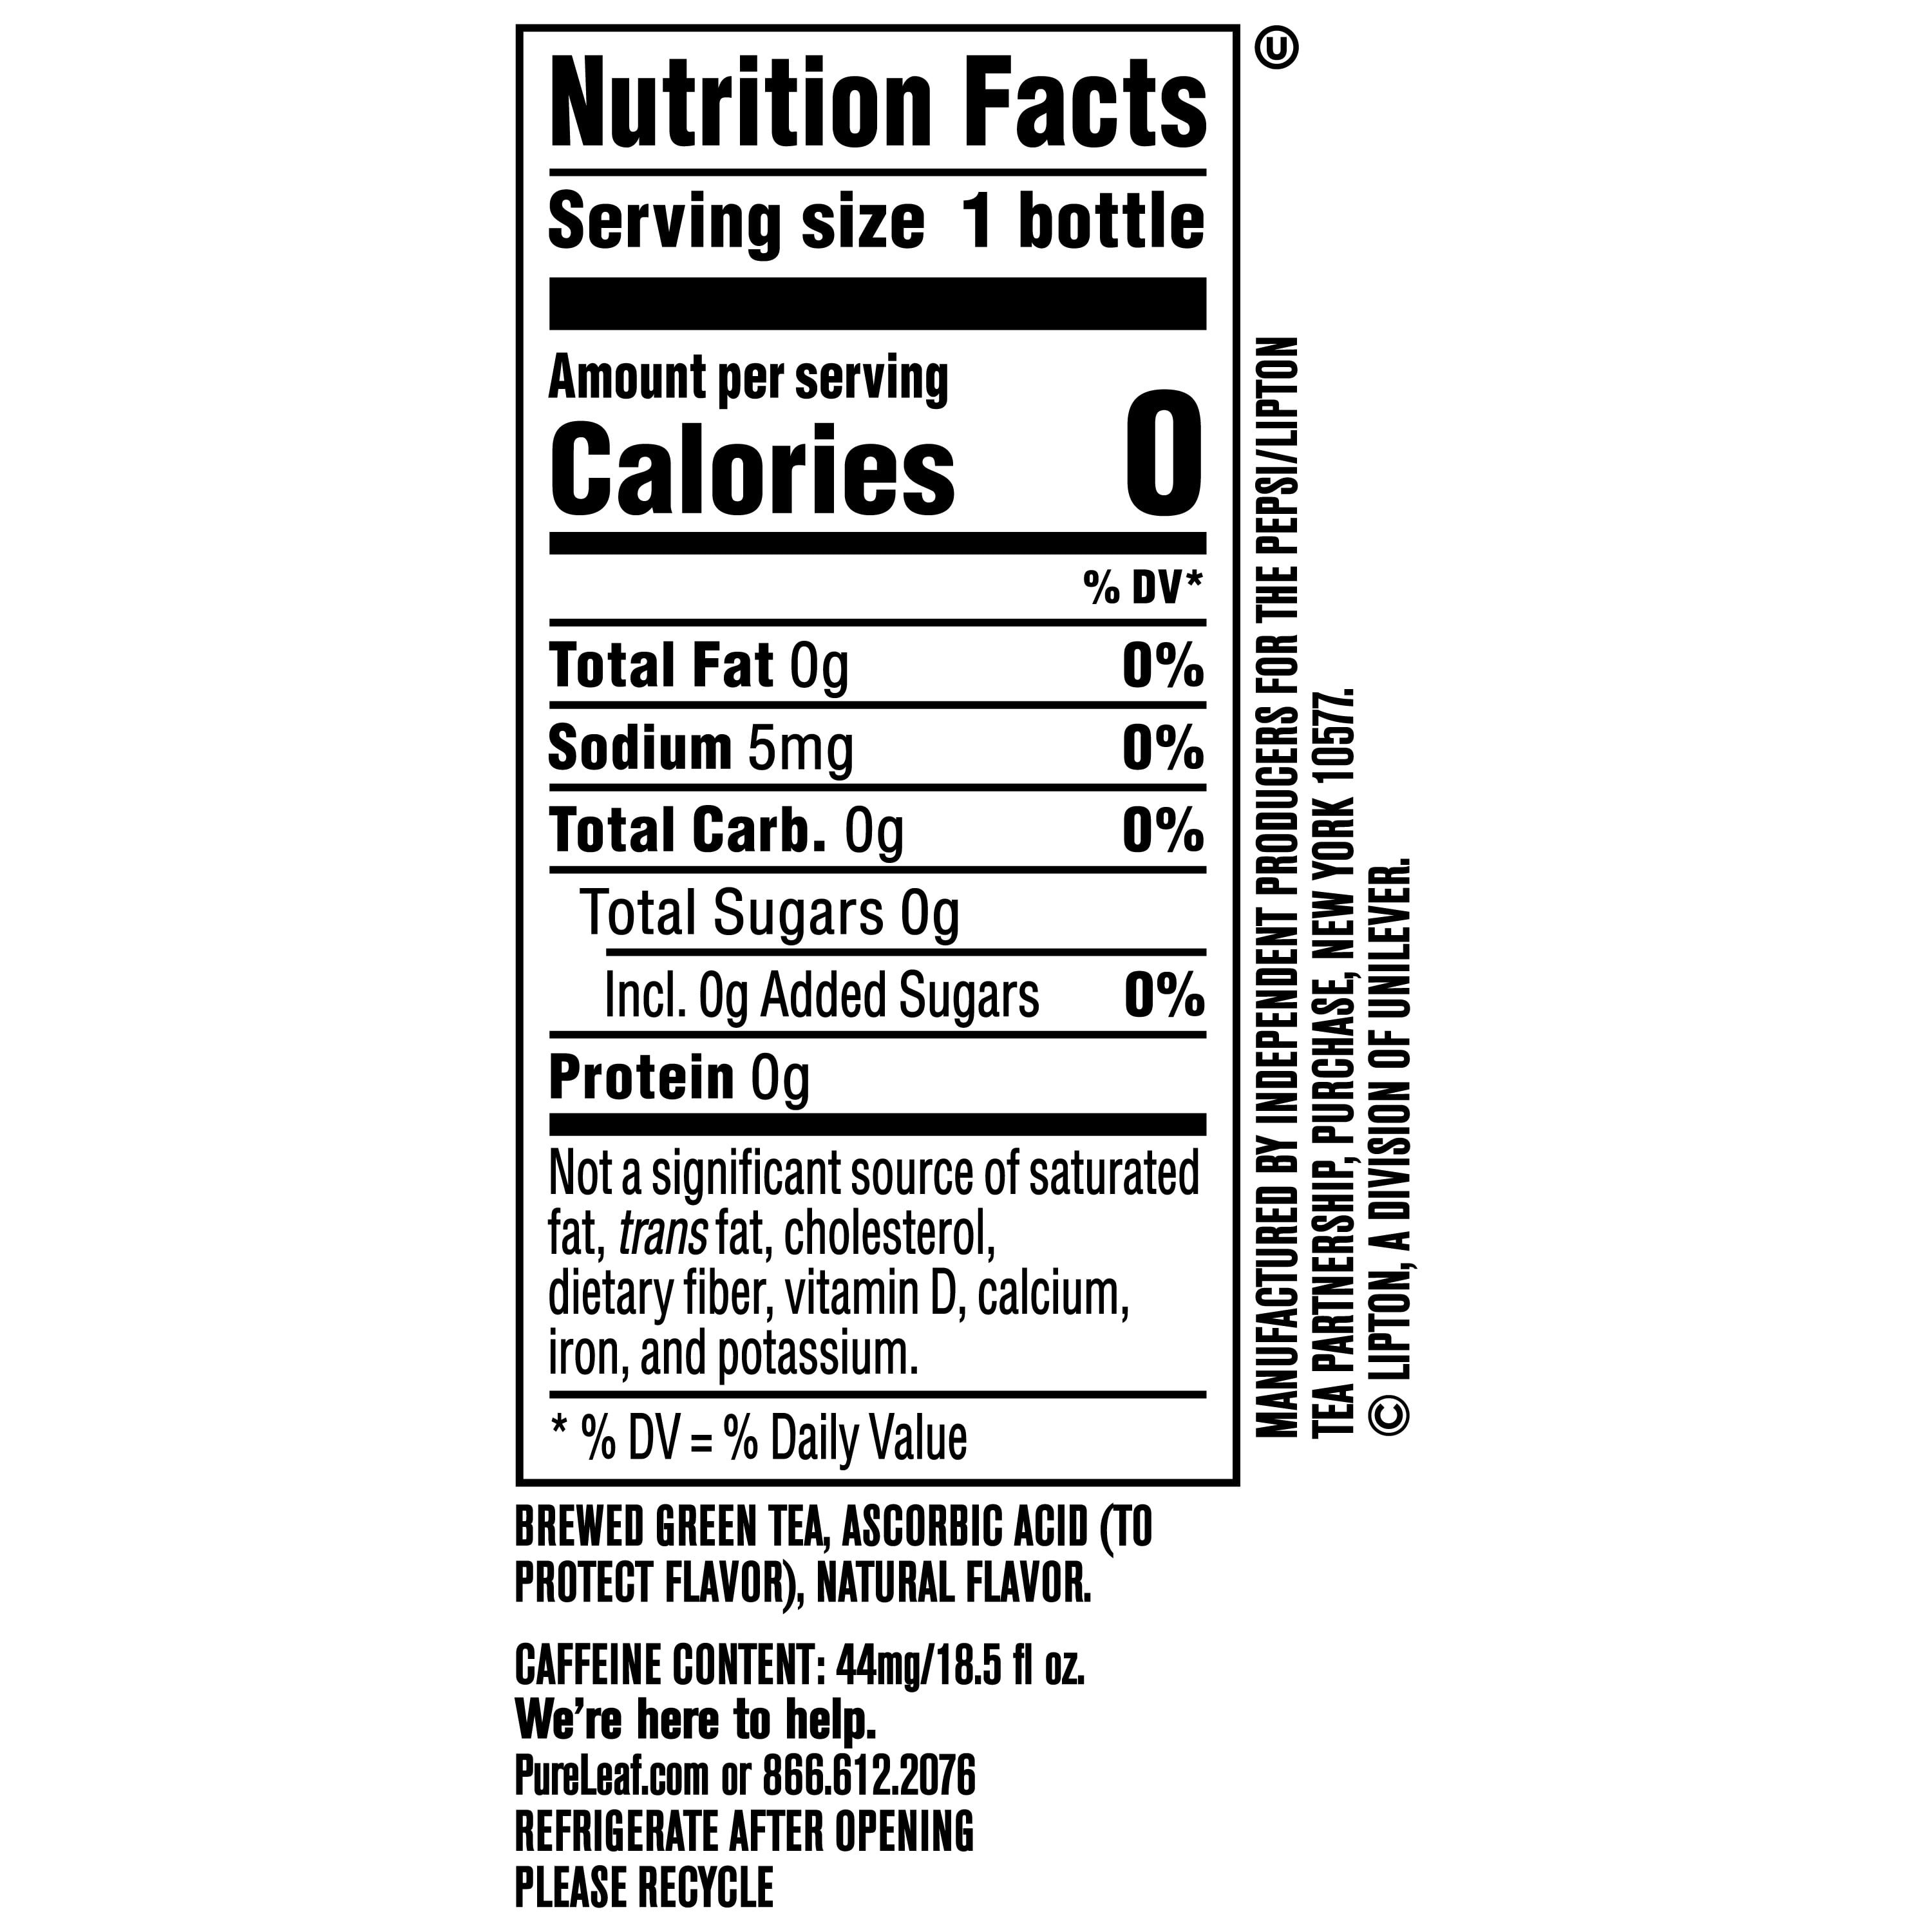 Nutrition Facts
Serving size 1 bottle
Amount per serving
Calories 0
% DV*
Total Fat 0g 0%
Sodium 5mg 0%
Total Carb. 0g 0%
Total Sugars 0g
Incl. 0g Added Sugars 0%
Protein 0g
Not a significant source of saturated
fat, trans fat, cholesterol,
dietary fiber, vitamin D, calcium,
iron, and potassium.
* % DV = % Daily Value
BREWED GREEN TEA, ASCORBIC ACID (TO
PROTECT FLAVOR), NATURAL FLAVOR.
CAFFEINE CONTENT: 44mg/18.5 fl oz.
We're here to help.
PureLeaf.com or 866.612.2076
REFRIGERATE AFTER OPENING
PLEASE RECYCLE
Ⓤ
MANUFACTURED BY INDEPENDENT PRODUCERS FOR THE PEPSI/LIPTON
TEA PARTNERSHIP, PURCHASE, NEW YORK 10577.
© LIPTON, A DIVISION OF UNILEVER.